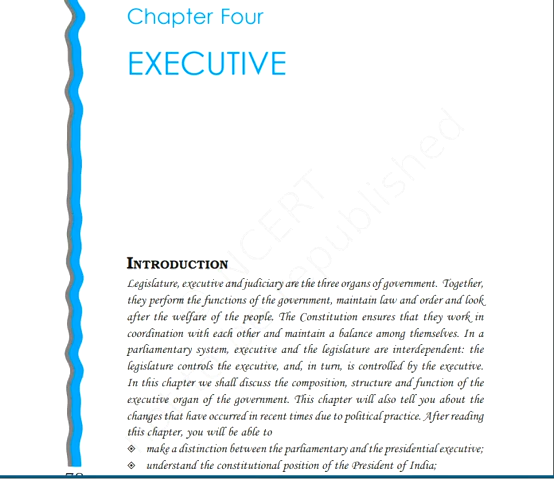 Chapter Four
EXECUTIVE
INTRODUCTION
Legislature, executive and judiciary are the three organs of government. Together,
they perform the functions of the government, maintain law and order and look
after the welfare of the people. The Constitution ensures that they work in
coordination with each other and maintain a balance among themselves. In a
parliamentary system, executive and the legislature are interdependent: the
legislature controls the executive, and, in turn, is controlled by the executive.
In this chapter we shall discuss the composition, structure and function of the
executive organ of the government. This chapter will also tell you about the
changes that have occurred in recent times due to political practice. After reading
this chapter, you will be able to
❖ make a distinction between the parliamentary and the presidential executive;
❖ understand the constitutional position of the President of India;
NCERT
republished